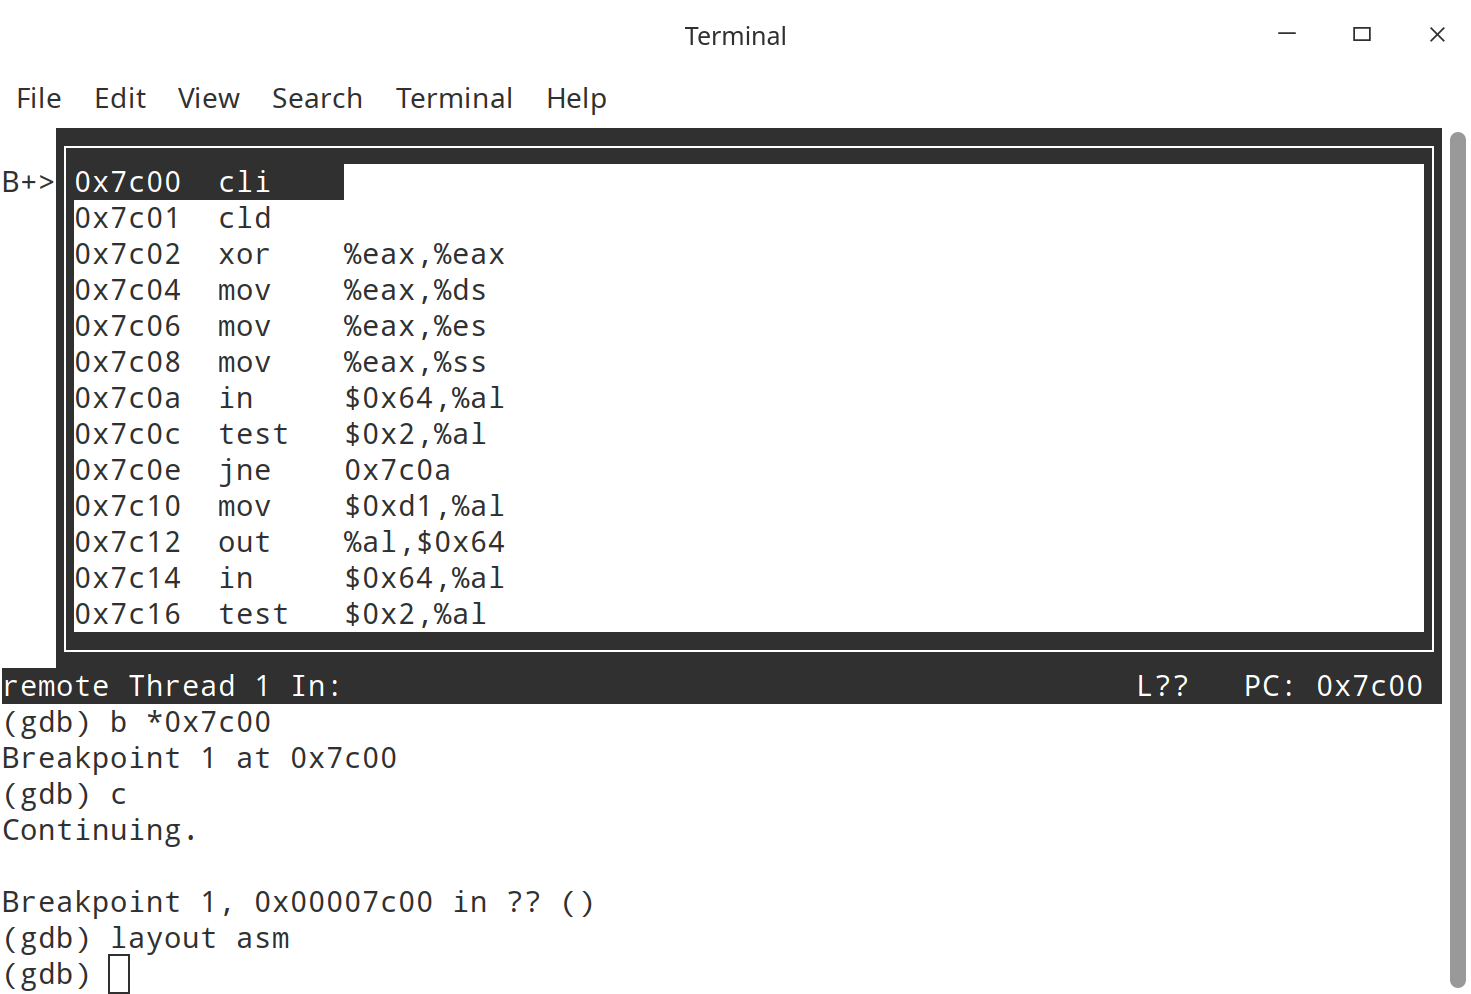 Terminal
File Edit View Search Terminal Help
B+> 0x7c00 cli
0x7c01 cld
0x7c02 xor %eax,%eax
0x7c04 mov %eax,%ds
0x7c06 mov %eax,%es
0x7c08 mov %eax,%ss
0x7c0a in $0x64,%al
0x7c0c test $0x2,%al
0x7c0e jne 0x7c0a
0x7c10 mov $0xd1,%al
0x7c12 out %al,$0x64
0x7c14 in $0x64,%al
0x7c16 test $0x2,%al
remote Thread 1 In: L?? PC: 0x7c00
(gdb) b *0x7c00
Breakpoint 1 at 0x7c00
(gdb) c
Continuing.
Breakpoint 1, 0x00007c00 in ?? ()
(gdb) layout asm
(gdb)